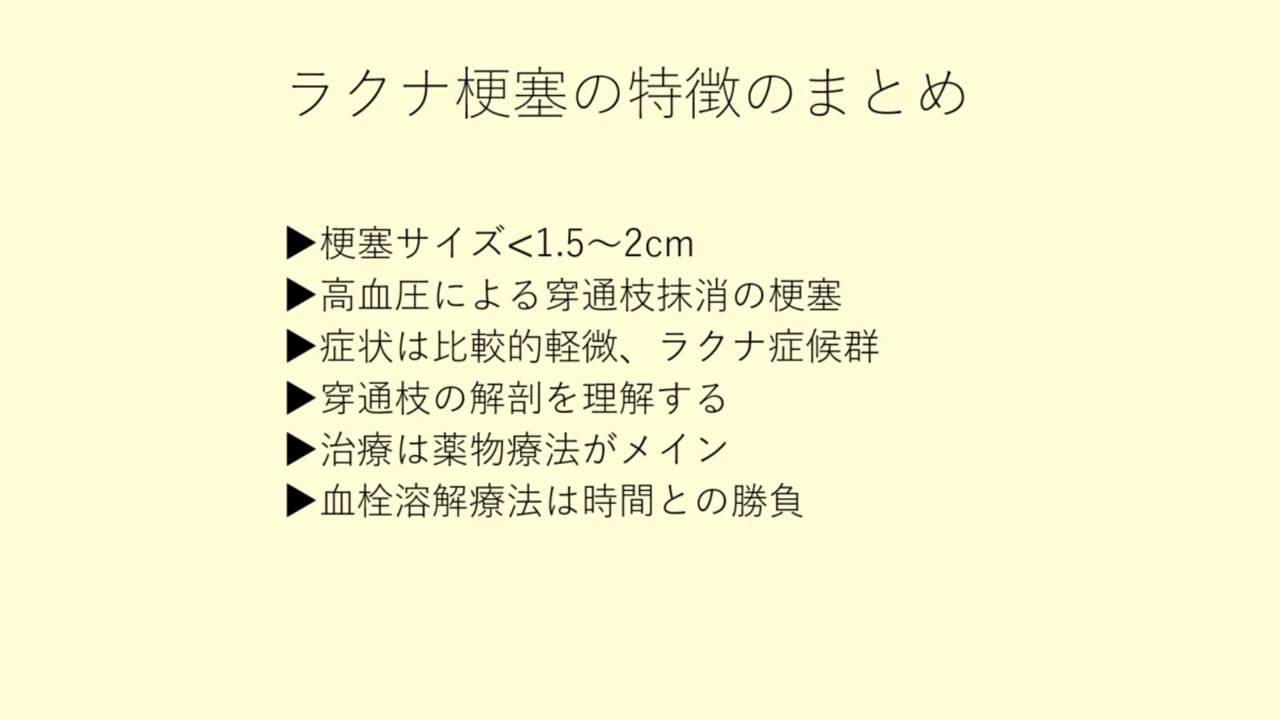 ラクナ梗塞の特徴のまとめ
▶梗塞サイズ<1.5〜2cm
▶高血圧による穿通枝抹消の梗塞
▶症状は比較的軽微、ラクナ症候群
▶穿通枝の解剖を理解する
▶治療は薬物療法がメイン
▶血栓溶解療法は時間との勝負